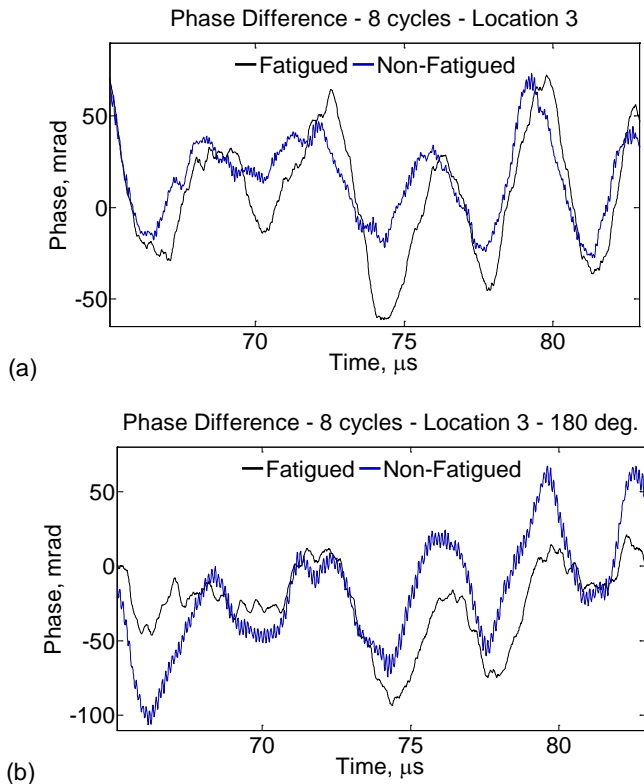 Phase Difference - 8 cycles - Location 3
Fatigued Non-Fatigued
Phase, mrad
50
0
-50
70 75 80
Time, μs
(a)
Phase Difference - 8 cycles - Location 3 - 180 deg.
Fatigued Non-Fatigued
Phase, mrad
50
0
-50
-100
70 75 80
Time, μs
(b)